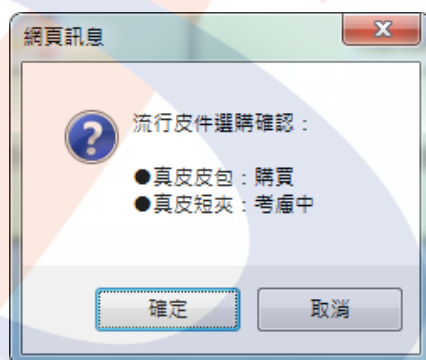 網頁訊息
流行皮件選購確認：
●真皮皮包：購買
●真皮短夾：考慮中
確定
取消